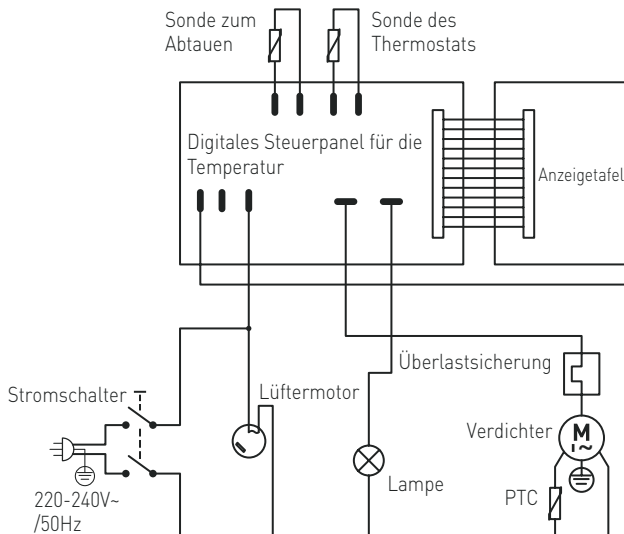 Sonde zum
Abtauen
Sonde des
Thermostats
Digitales Steuerpanel für die
Temperatur
Anzeigetafel
Überlastsicherung
Stromschalter
Lüftermotor
Verdichter
M
1~
Lampe
PTC
220-240V~
/50Hz